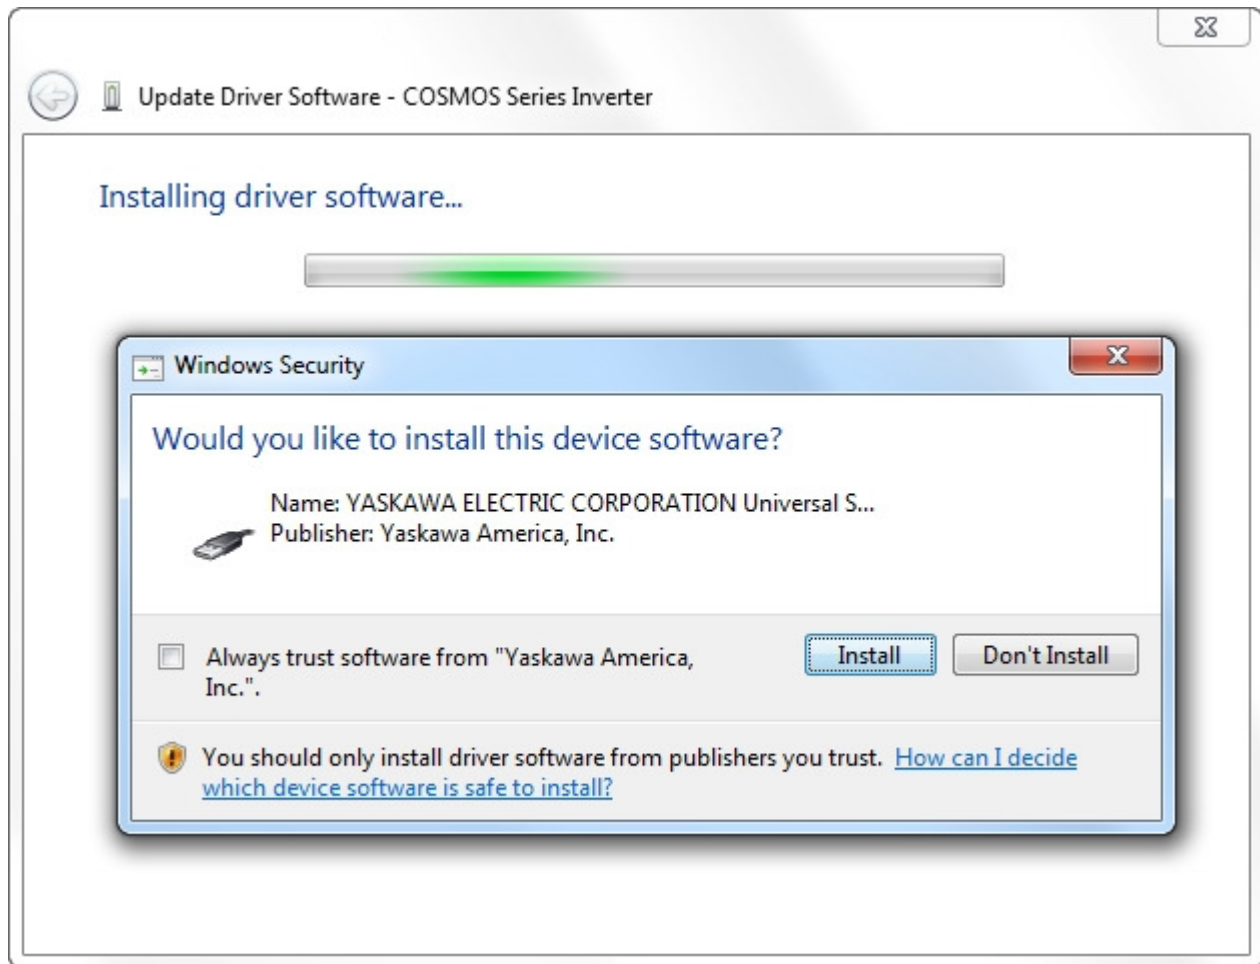 Update Driver Software - COSMOS Series Inverter
Installing driver software...
Windows Security
Would you like to install this device software?
Name: YASKAWA ELECTRIC CORPORATION Universal S...
Publisher: Yaskawa America, Inc.
Always trust software from "Yaskawa America,
Inc.".
Install
Don't Install
You should only install driver software from publishers you trust. How can I decide
which device software is safe to install?